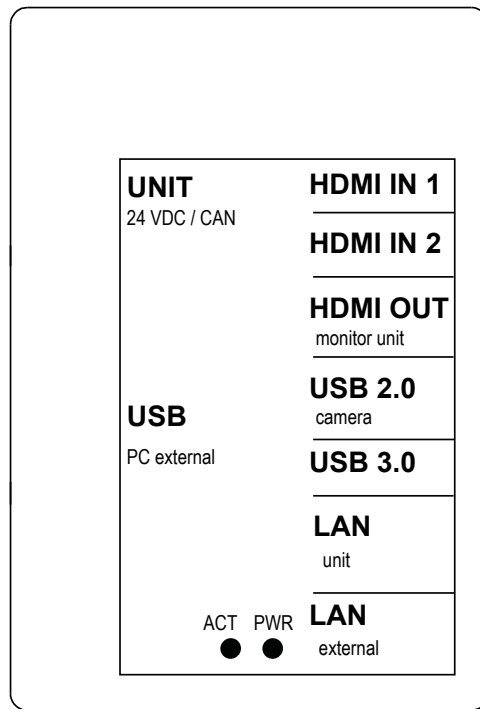 UNIT
24 VDC / CAN
USB
PC external
ACT PWR
HDMI IN 1
HDMI IN 2
HDMI OUT
monitor unit
USB 2.0
camera
USB 3.0
LAN
unit
LAN
external